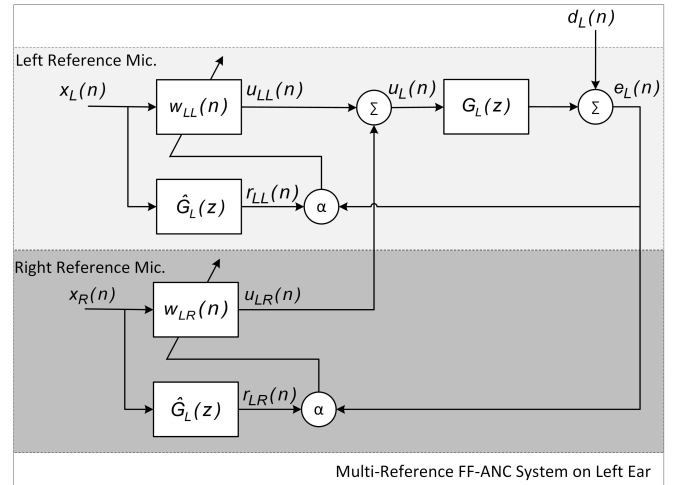 d_L(n)
Left Reference Mic.
x_L(n)
w_LL(n)
u_LL(n)
Σ
u_L(n)
G_L(z)
Σ
e_L(n)
Ĝ_L(z)
r_LL(n)
α
Right Reference Mic.
x_R(n)
w_LR(n)
u_LR(n)
Ĝ_L(z)
r_LR(n)
α
Multi-Reference FF-ANC System on Left Ear